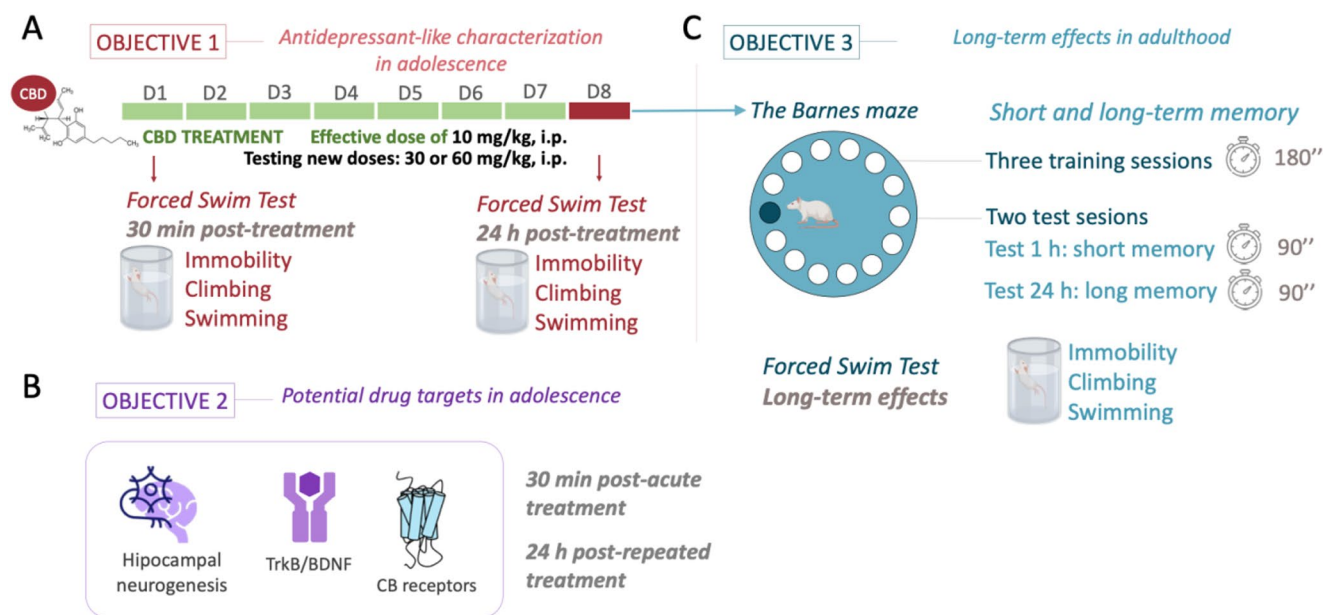 A
OBJECTIVE 1
Antidepressant-like characterization
in adolescence
CBD
CH₃
OH
H
H
H₂C
H₃C
HO
CH₃
D1 D2 D3 D4 D5 D6 D7 D8
CBD TREATMENT Effective dose of 10 mg/kg, i.p.
Testing new doses: 30 or 60 mg/kg, i.p.
Forced Swim Test
30 min post-treatment
Immobility
Climbing
Swimming
Forced Swim Test
24 h post-treatment
Immobility
Climbing
Swimming
B
OBJECTIVE 2
Potential drug targets in adolescence
Hipocampal
neurogenesis
TrkB/BDNF
CB receptors
30 min post-acute
treatment
24 h post-repeated
treatment
C
OBJECTIVE 3
Long-term effects in adulthood
The Barnes maze
Short and long-term memory
Three training sessions 180’’
Two test sesions
Test 1 h: short memory 90’’
Test 24 h: long memory 90’’
Forced Swim Test
Long-term effects
Immobility
Climbing
Swimming